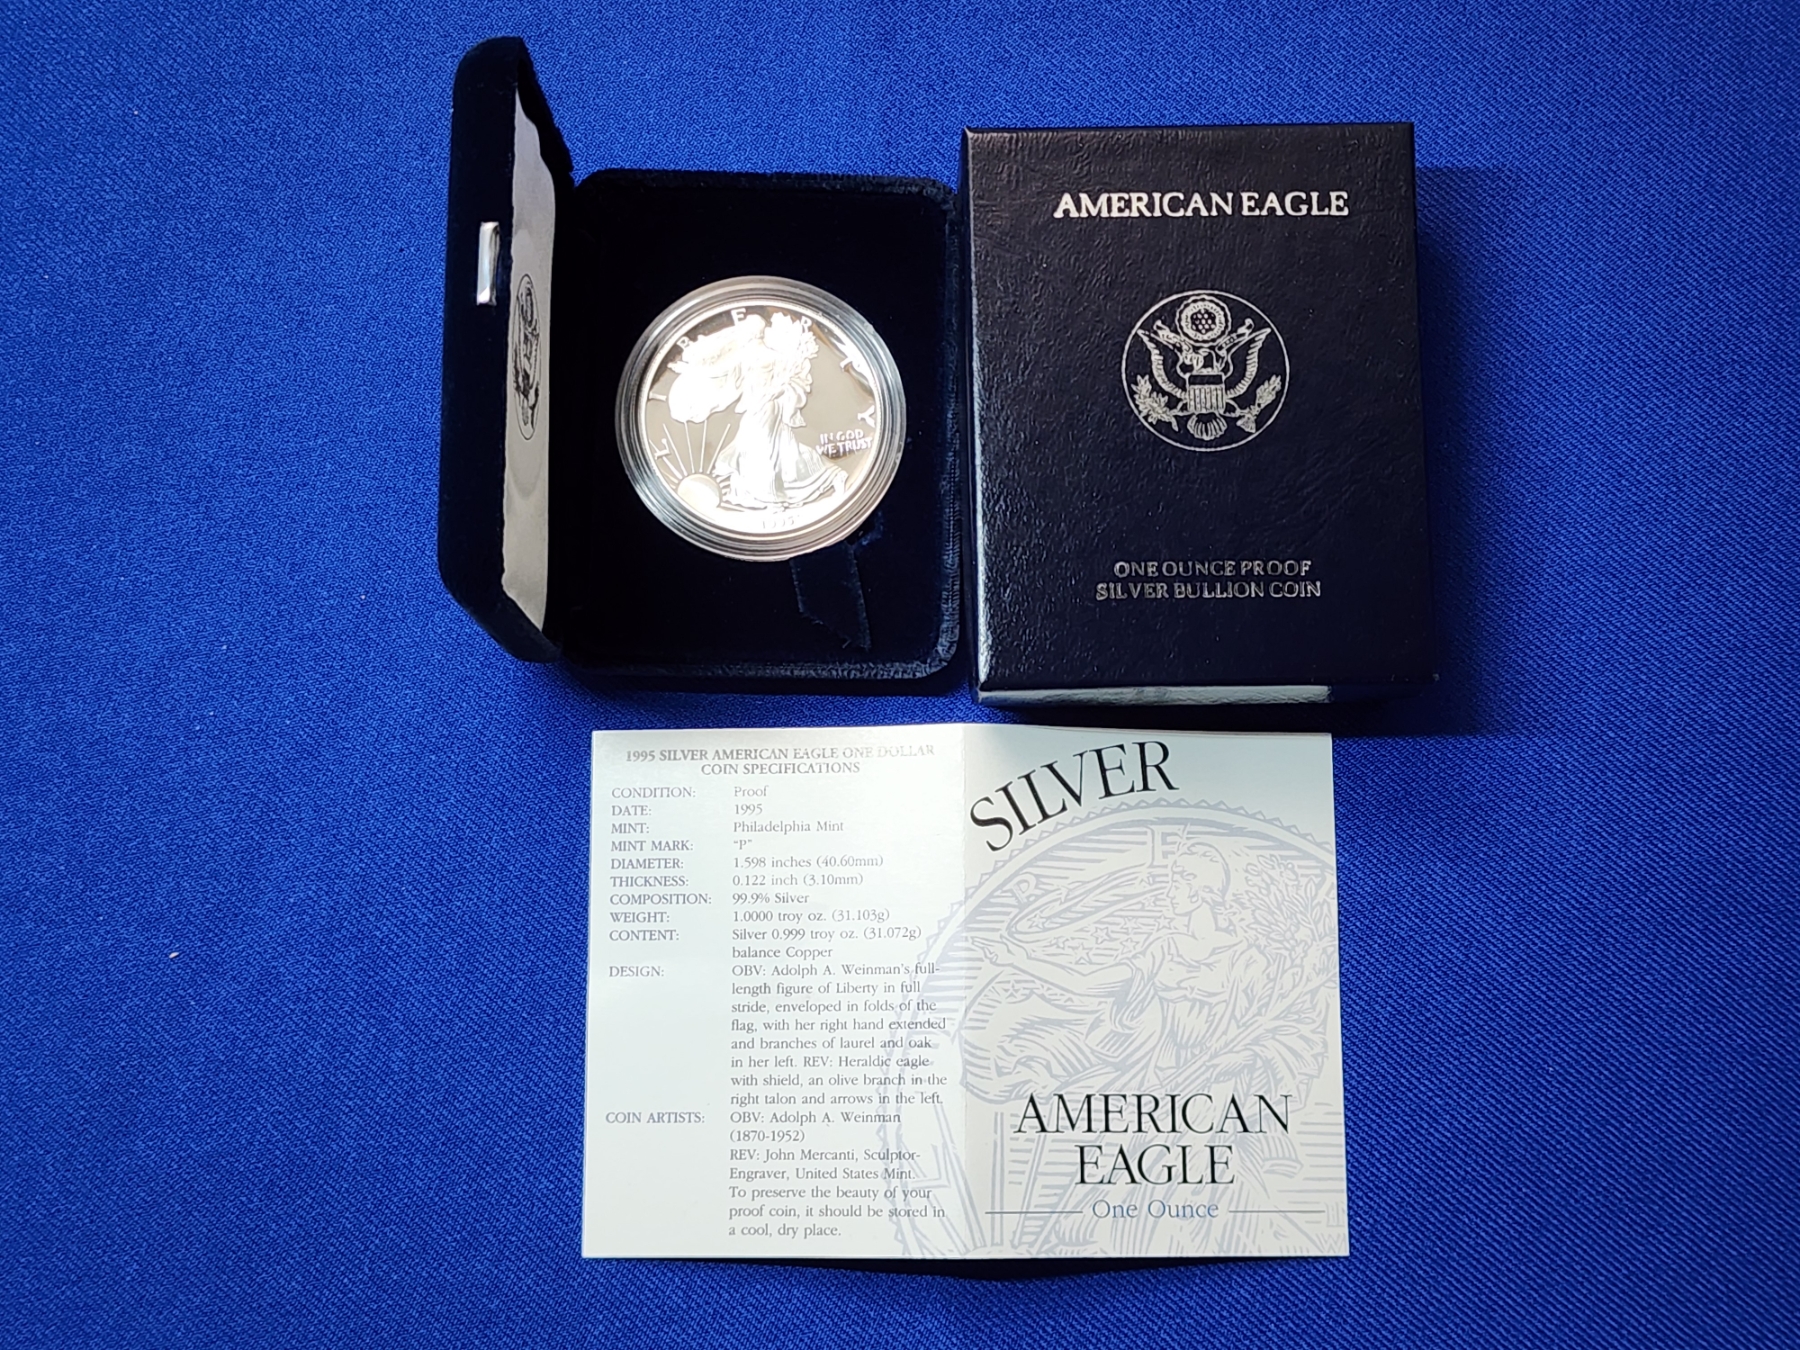 LIBERTY
IN GOD
WE TRUST
1995
AMERICAN EAGLE
ONE OUNCE PROOF
SILVER BULLION COIN
1995 SILVER AMERICAN EAGLE ONE DOLLAR
COIN SPECIFICATIONS
CONDITION: Proof
DATE: 1995
MINT: Philadelphia Mint
MINT MARK: "P"
DIAMETER: 1.598 inches (40.60mm)
THICKNESS: 0.122 inch (3.10mm)
COMPOSITION: 99.9% Silver
WEIGHT: 1.0000 troy oz. (31.103g)
CONTENT: Silver 0.999 troy oz. (31.072g)
balance Copper
DESIGN: OBV: Adolph A. Weinman's full-
length figure of Liberty in full
stride, enveloped in folds of the
flag, with her right hand extended
and branches of laurel and oak
in her left. REV: Heraldic eagle
with shield, an olive branch in the
right talon and arrows in the left.
COIN ARTISTS: OBV: Adolph A. Weinman
(1870-1952)
REV: John Mercanti, Sculptor-
Engraver, United States Mint.
To preserve the beauty of your
proof coin, it should be stored in
a cool, dry place.
SILVER
AMERICAN
EAGLE
One Ounce